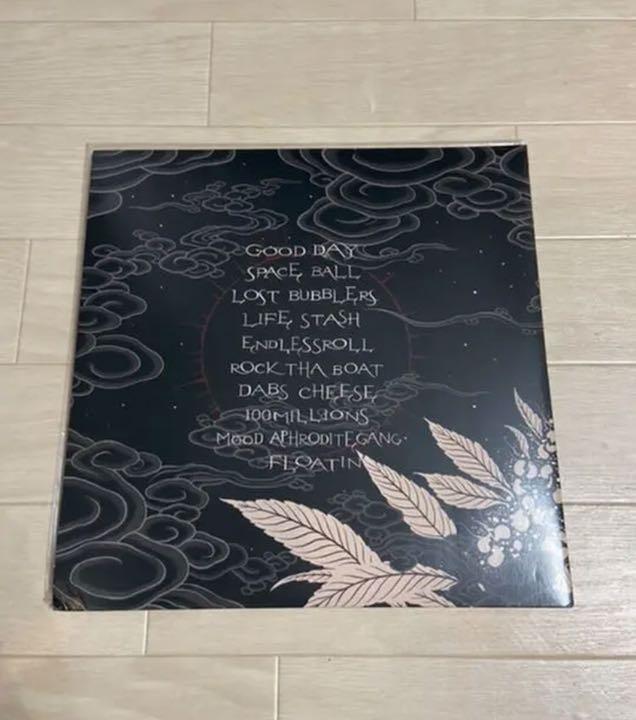 GOOD DAY
SPACE BALL
LOST BUBBLERS
LIFE STASH
ENDLESSROLL
ROCK THA BOAT
DABS CHEESE
100MILLIONS
MOOD APHRODITEGANG·
FLOATIN